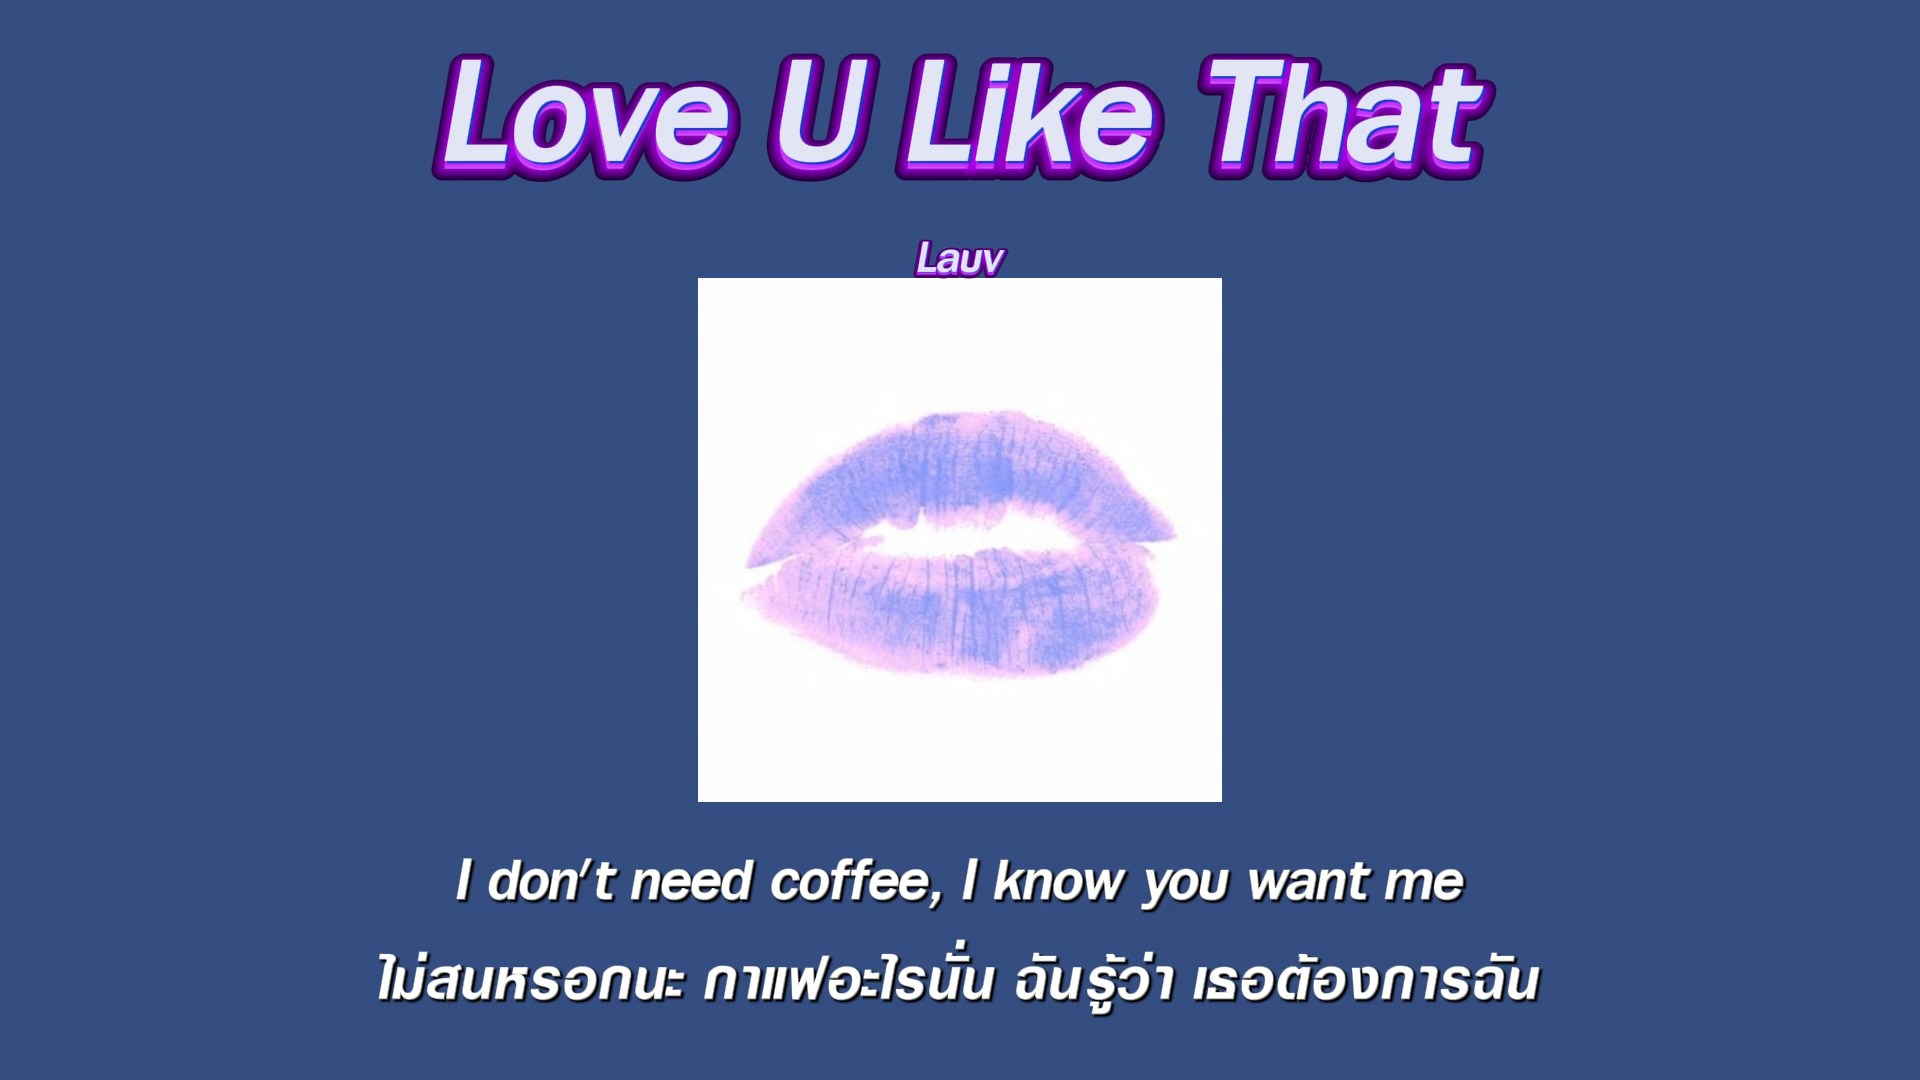 Love U Like That
Lauv
I don't need coffee, I know you want me
ไม่สนหรอกนะ กาแฟอะไรนั่น ฉันรู้ว่า เธอต้องการฉัน